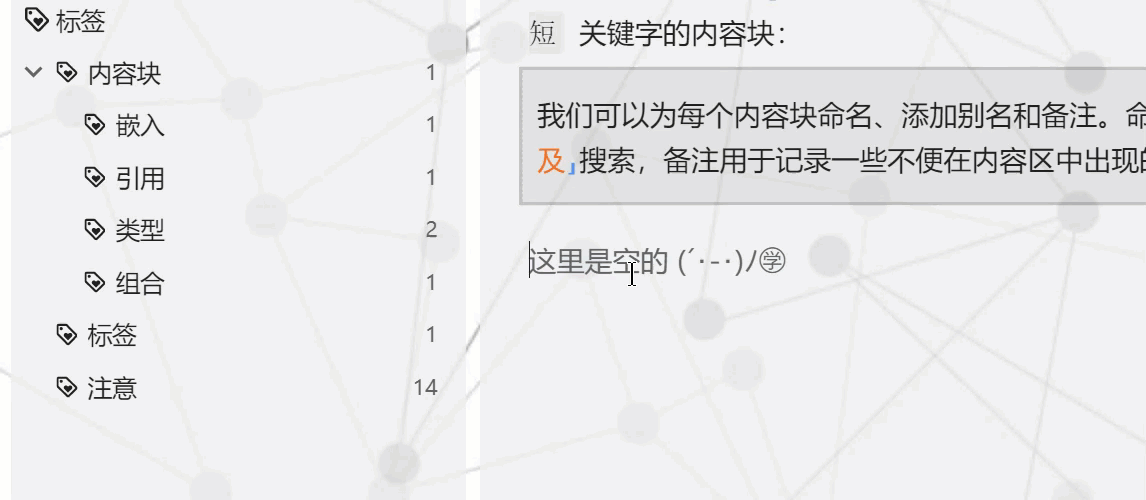 标签
内容块 1
嵌入 1
引用 1
类型 2
组合 1
标签 1
注意 14
短 关键字的内容块：
我们可以为每个内容块命名、添加别名和备注。命
及」搜索，备注用于记录一些不便在内容区中出现的
这里是空的 (´·-·)ﾉ㊫